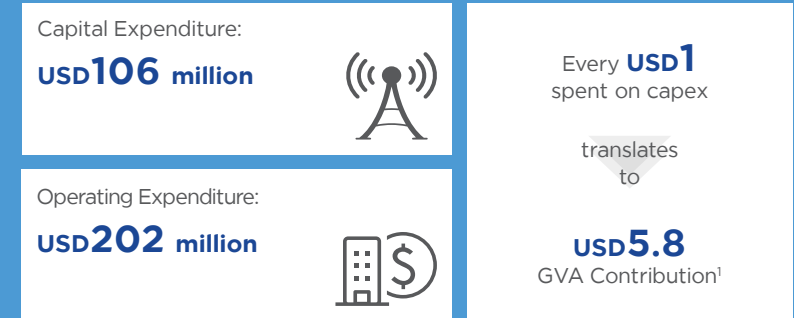 Capital Expenditure:
USD106 million
Operating Expenditure:
USD202 million
Every USD1
spent on capex
translates
to
USD5.8
GVA Contribution¹